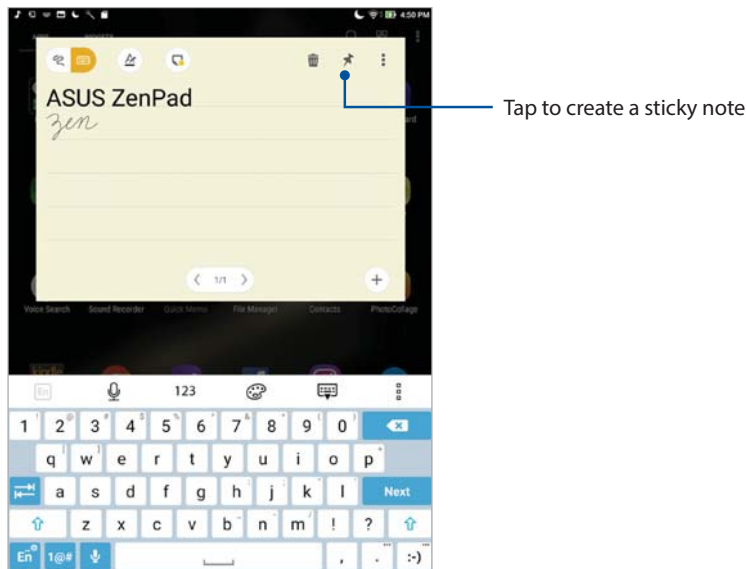 4:50 PM
ASUS ZenPad
zen
Tap to create a sticky note
1/1
Voice Search Sound Recorder Quick Memo File Manager Contacts PhotoCollage
En 123
1 ! 2 @ 3 # 4 $ 5 % 6 ^ 7 & 8 * 9 ( 0 )
q w e r t y u i o p
a s d f g h j k l Next
z x c v b n m ! ?
En 1@# , . :-)